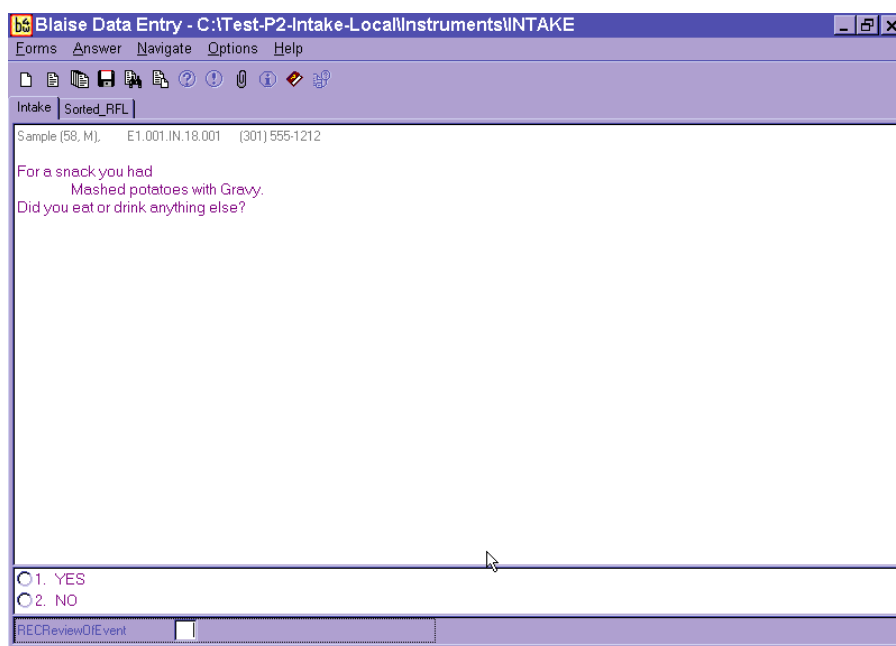 Blaise Data Entry - C:\Test-P2-Intake-Local\Instruments\INTAKE
Forms Answer Navigate Options Help
Intake Sorted_RFL
Sample (58, M), E1.001.IN.18.001 (301) 555-1212
For a snack you had
Mashed potatoes with Gravy.
Did you eat or drink anything else?
1. YES
2. NO
RECReviewOfEvent